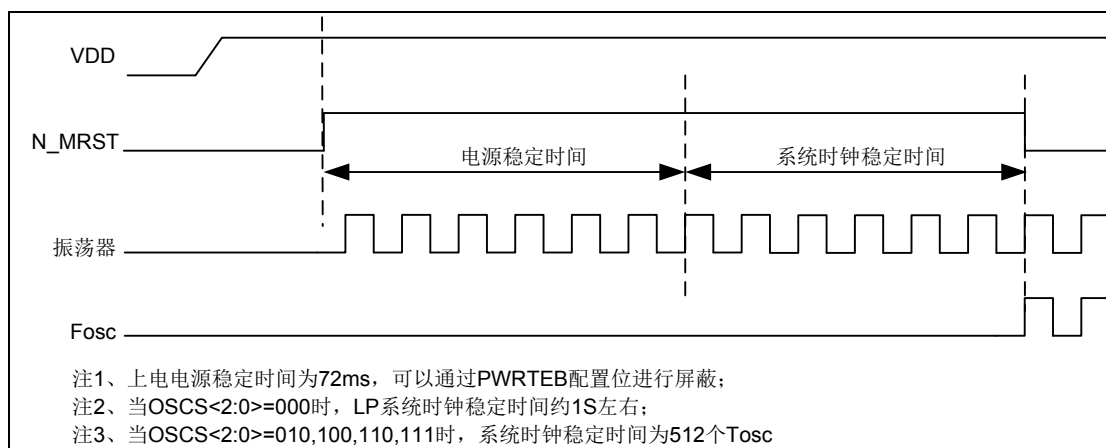 VDD
N_MRST
电源稳定时间
系统时钟稳定时间
振荡器
Fosc
注1、上电电源稳定时间为72ms，可以通过PWRTEB配置位进行屏蔽；
注2、当OSCS<2:0>=000时，LP系统时钟稳定时间约1S左右；
注3、当OSCS<2:0>=010,100,110,111时，系统时钟稳定时间为512个Tosc